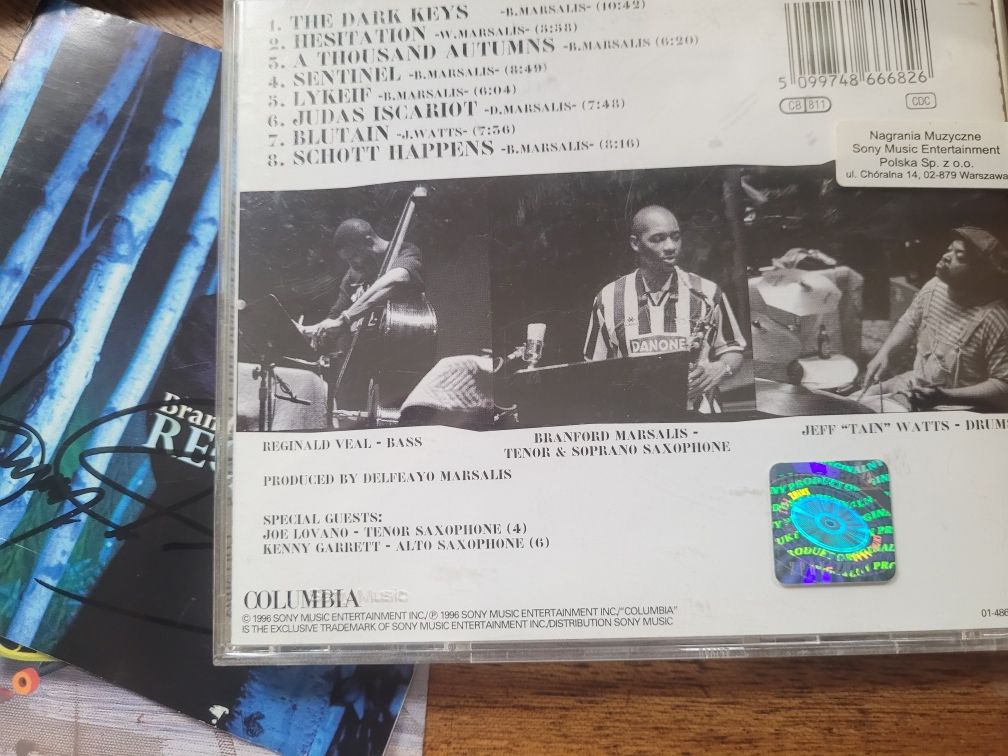 1. THE DARK KEYS -B.MARSALIS- (10:42)
2. HESITATION -W.MARSALIS- (5:58)
3. A THOUSAND AUTUMNS -B.MARSALIS (6:20)
4. SENTINEL -B.MARSALIS- (8:49)
5. LYKEIF -B.MARSALIS- (6:04)
6. JUDAS ISCARIOT -D.MARSALIS- (7:48)
7. BLUTAIN -J.WATTS- (7:56)
8. SCHOTT HAPPENS -B.MARSALIS- (8:16)
5 099748 666826
CB 811
CDC
Nagrania Muzyczne
Sony Music Entertainment
Polska Sp. z o.o.
ul. Chóralna 14, 02-879 Warszawa
DANONE
REGINALD VEAL - BASS
BRANFORD MARSALIS -
TENOR & SOPRANO SAXOPHONE
JEFF "TAIN" WATTS - DRUMS
PRODUCED BY DELFEAYO MARSALIS
SPECIAL GUESTS:
JOE LOVANO - TENOR SAXOPHONE (4)
KENNY GARRETT - ALTO SAXOPHONE (6)
COLUMBIA
© 1996 SONY MUSIC ENTERTAINMENT INC./℗ 1996 SONY MUSIC ENTERTAINMENT INC./"COLUMBIA"
IS THE EXCLUSIVE TRADEMARK OF SONY MUSIC ENTERTAINMENT INC./DISTRIBUTION SONY MUSIC
01-486
Bran
RE